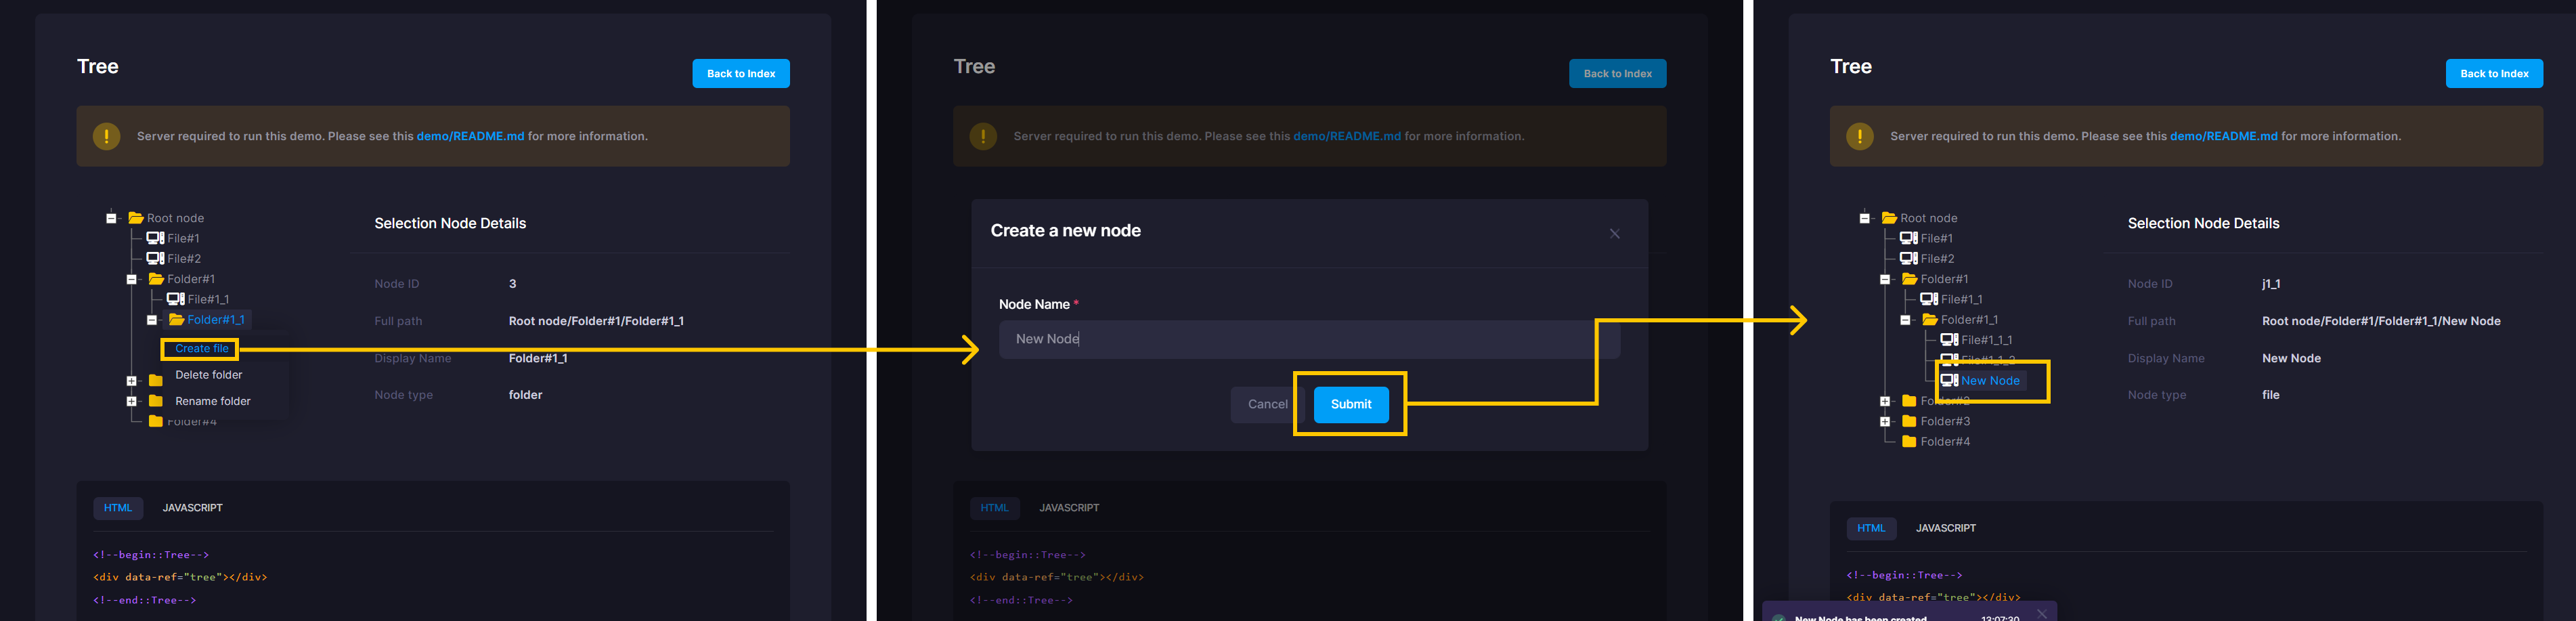 Tree
Back to Index
Server required to run this demo. Please see this demo/README.md for more information.
Root node
File#1
File#2
Folder#1
File#1_1
Folder#1_1
Create file
Delete folder
Rename folder
Folder#4
Selection Node Details
Node ID 3
Full path Root node/Folder#1/Folder#1_1
Display Name Folder#1_1
Node type folder
HTML JAVASCRIPT
<!--begin::Tree-->
<div data-ref="tree"></div>
<!--end::Tree-->
Tree
Back to Index
Server required to run this demo. Please see this demo/README.md for more information.
Create a new node
Node Name *
New Node
Cancel Submit
HTML JAVASCRIPT
<!--begin::Tree-->
<div data-ref="tree"></div>
<!--end::Tree-->
Tree
Back to Index
Server required to run this demo. Please see this demo/README.md for more information.
Root node
File#1
File#2
Folder#1
File#1_1
Folder#1_1
File#1_1_1
File#1_1_2
New Node
Folder#2
Folder#3
Folder#4
Selection Node Details
Node ID j1_1
Full path Root node/Folder#1/Folder#1_1/New Node
Display Name New Node
Node type file
HTML JAVASCRIPT
<!--begin::Tree-->
<div data-ref="tree"></div>
New Node has been created 13:07:30